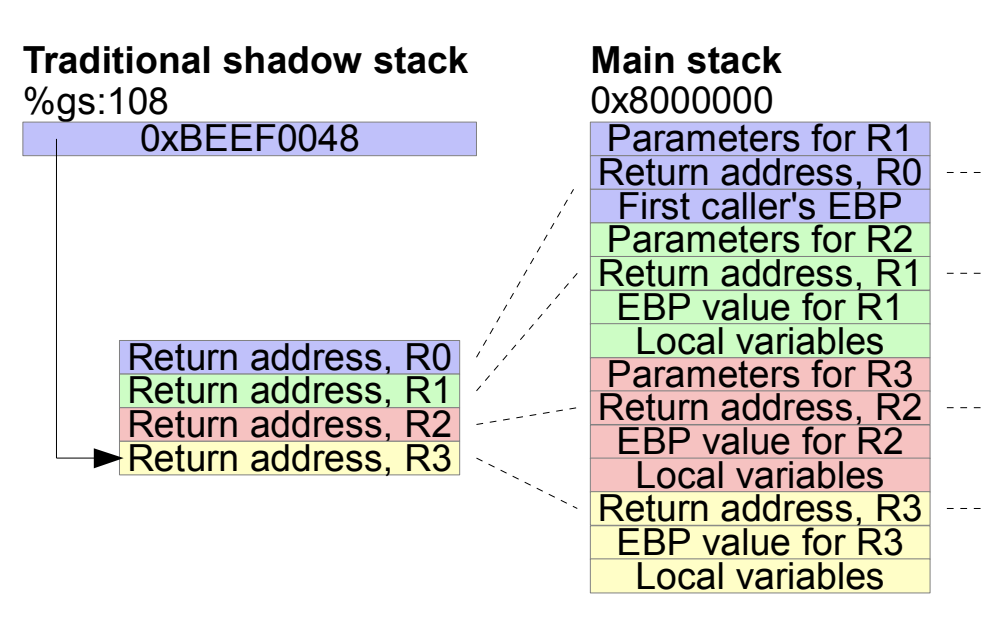 Traditional shadow stack
%gs:108
0xBEEF0048
Return address, R0
Return address, R1
Return address, R2
Return address, R3
Main stack
0x8000000
Parameters for R1
Return address, R0
First caller's EBP
Parameters for R2
Return address, R1
EBP value for R1
Local variables
Parameters for R3
Return address, R2
EBP value for R2
Local variables
Return address, R3
EBP value for R3
Local variables